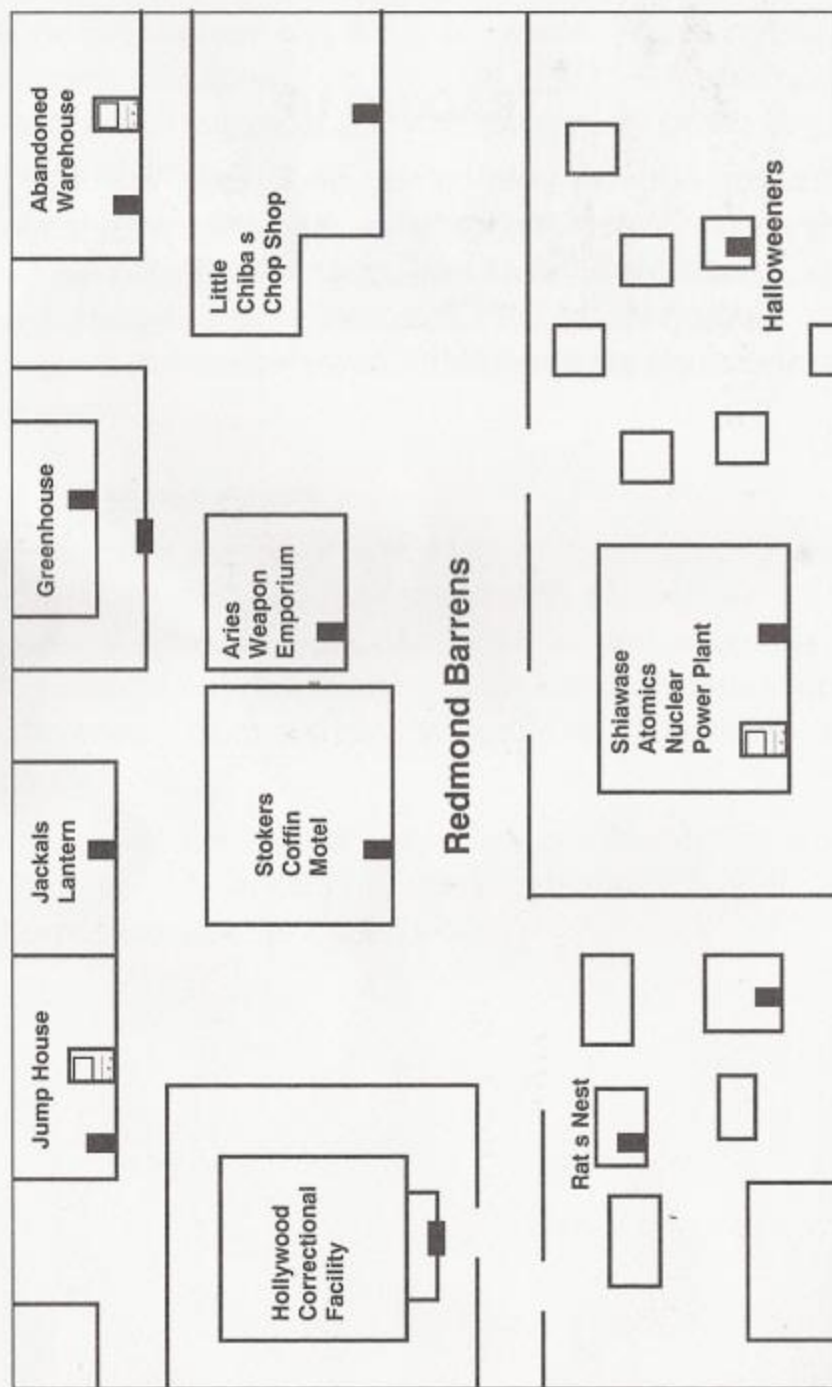 Jump House
Jackals
Lantern
Greenhouse
Abandoned
Warehouse
Hollywood
Correctional
Facility
Stokers
Coffin
Motel
Aries
Weapon
Emporium
Little
Chiba s
Chop Shop
Redmond Barrens
Rat s Nest
Shiawase
Atomics
Nuclear
Power Plant
Halloweeners